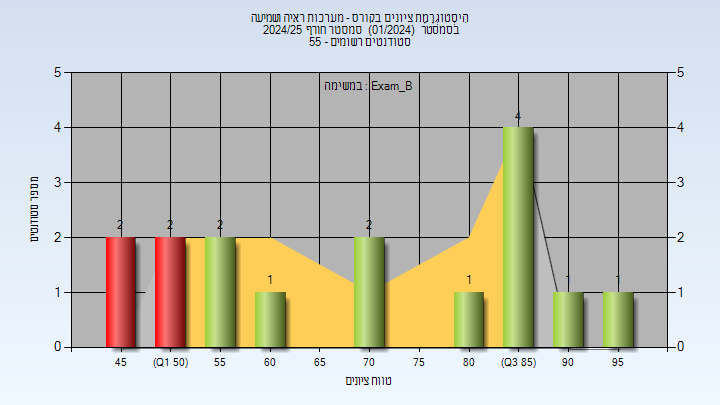 היסטוגרמת ציונים בקורס - מערכות ראיה ושמיעה
בסמסטר (01/2024) סמסטר חורף 2024/25
סטודנטים רשומים - 55
במשימה : Exam_B
מספר סטודנטים
5 5
4 4
3 3
2 2
1 1
0 0
2 2 2 1 2 1 4 1 1
45 (Q1 50) 55 60 65 70 75 80 (Q3 85) 90 95
טווח ציונים